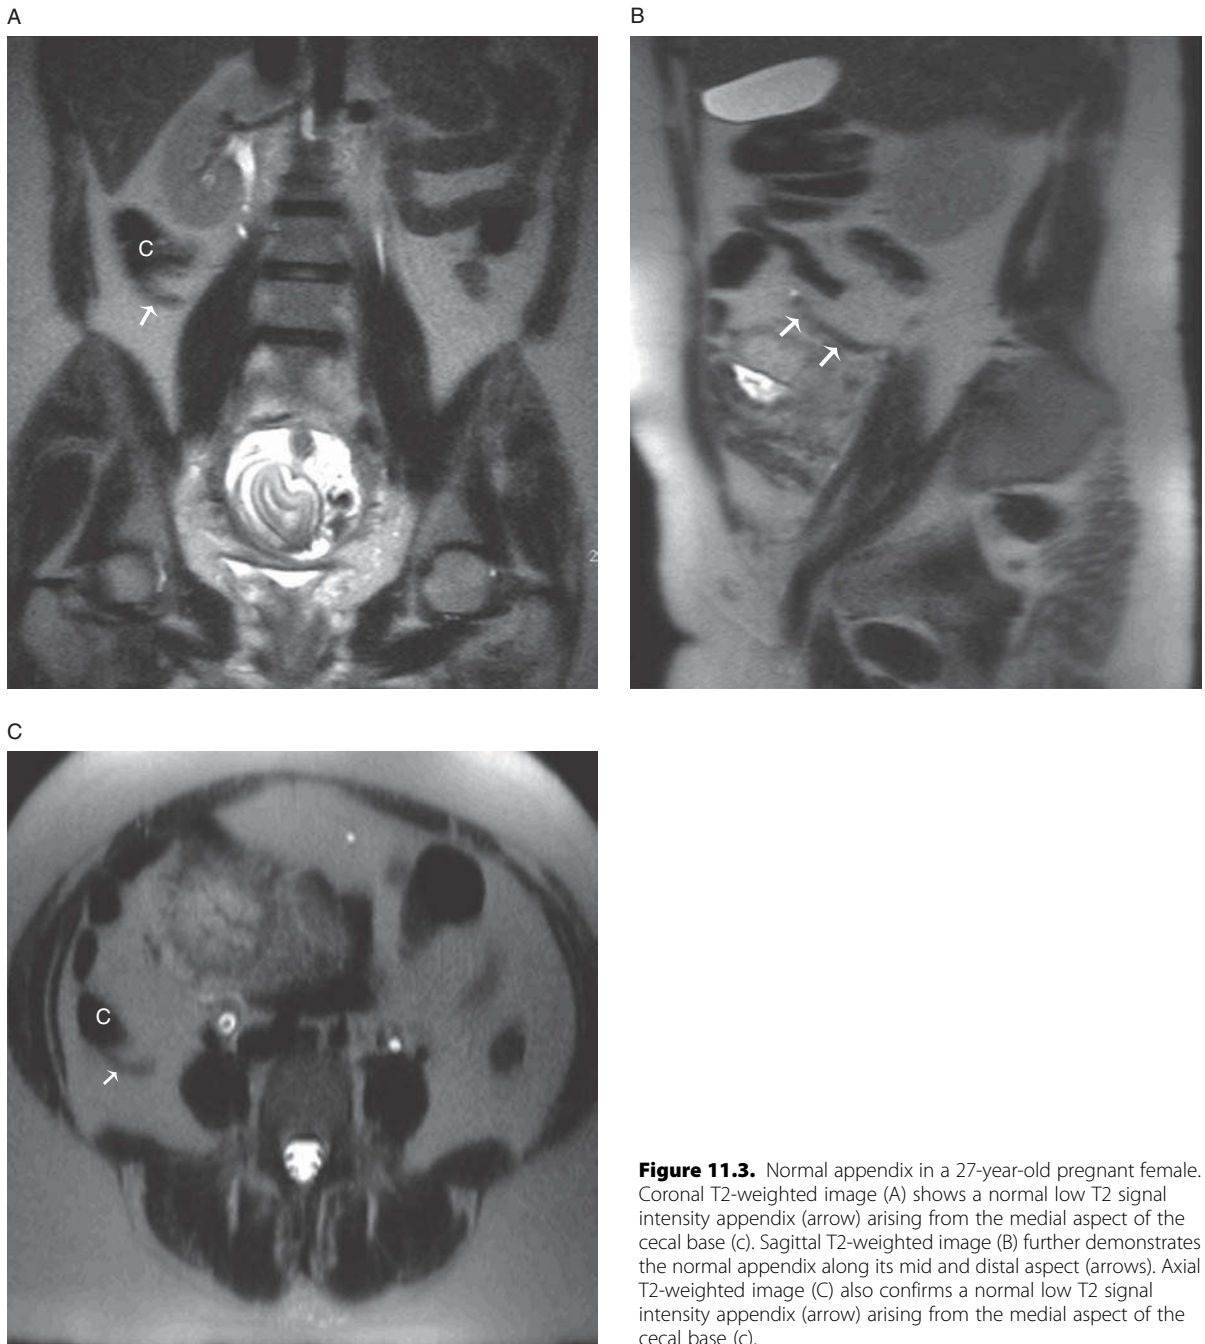 A
B
C
2
C
C
Figure 11.3. Normal appendix in a 27-year-old pregnant female.
Coronal T2-weighted image (A) shows a normal low T2 signal
intensity appendix (arrow) arising from the medial aspect of the
cecal base (c). Sagittal T2-weighted image (B) further demonstrates
the normal appendix along its mid and distal aspect (arrows). Axial
T2-weighted image (C) also confirms a normal low T2 signal
intensity appendix (arrow) arising from the medial aspect of the
cecal base (c).